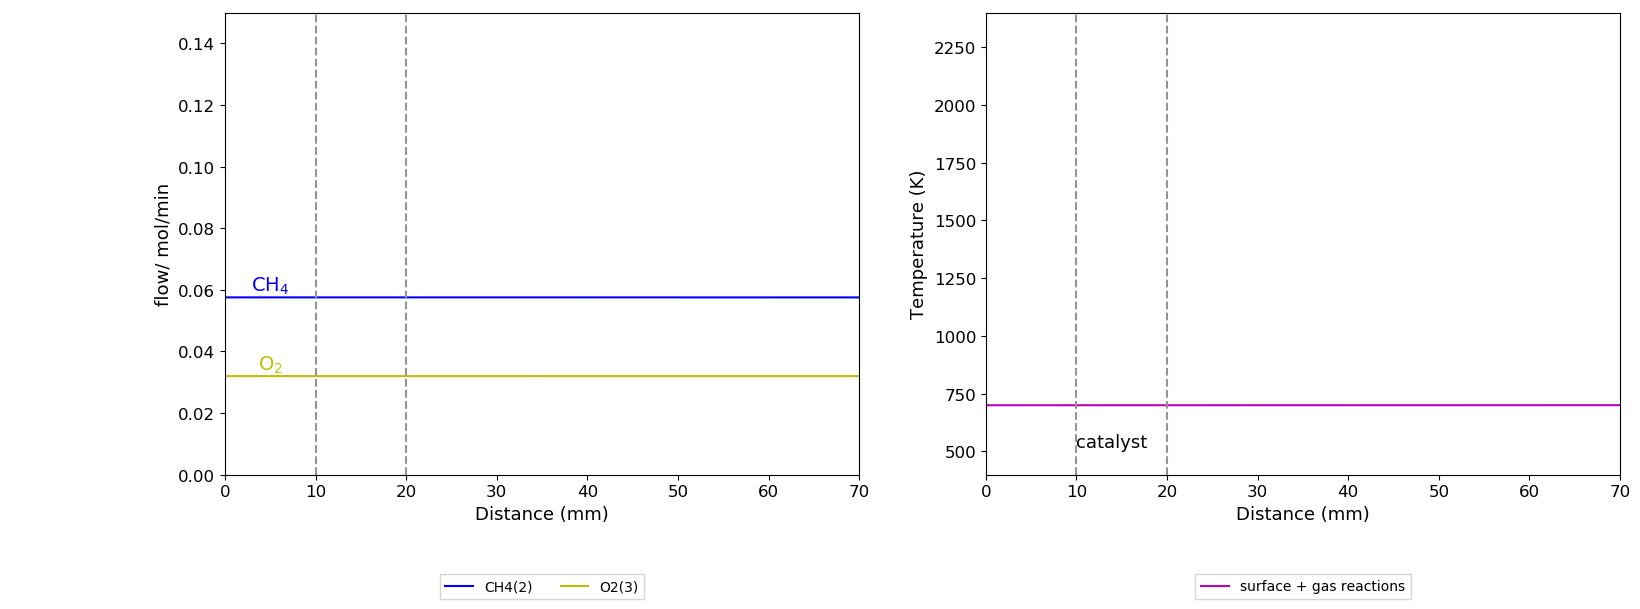 0.14
0.12
0.10
0.08
0.06
0.04
0.02
0.00
flow/ mol/min
CH₄
O₂
0 10 20 30 40 50 60 70
Distance (mm)
CH4(2) O2(3)
2250
2000
1750
1500
1250
1000
750
500
Temperature (K)
catalyst
0 10 20 30 40 50 60 70
Distance (mm)
surface + gas reactions